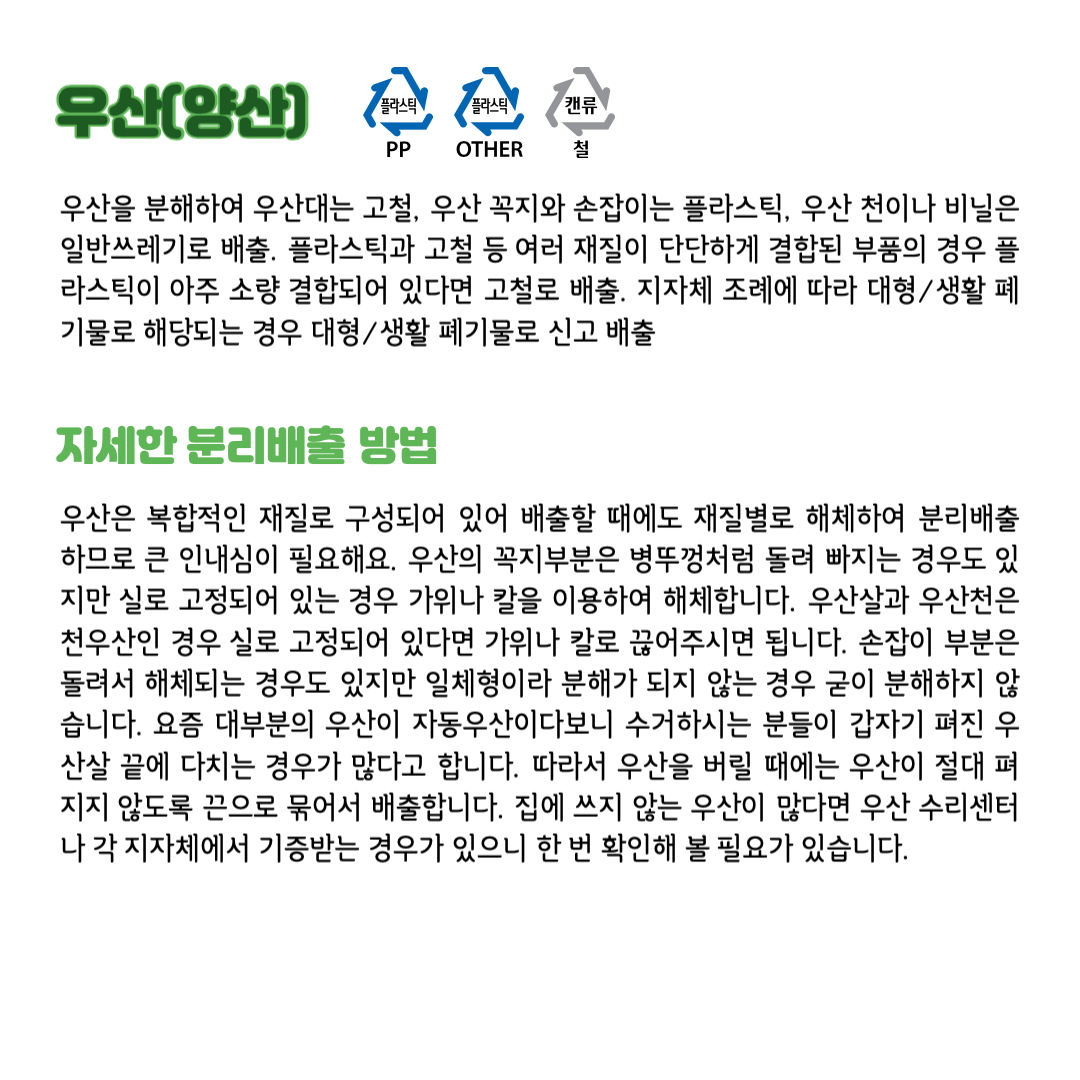 우산(양산)
플라스틱 플라스틱 캔류
PP OTHER 철
우산을 분해하여 우산대는 고철, 우산 꼭지와 손잡이는 플라스틱, 우산 천이나 비닐은
일반쓰레기로 배출. 플라스틱과 고철 등 여러 재질이 단단하게 결합된 부품의 경우 플
라스틱이 아주 소량 결합되어 있다면 고철로 배출. 지자체 조례에 따라 대형/생활 폐
기물로 해당되는 경우 대형/생활 폐기물로 신고 배출
자세한 분리배출 방법
우산은 복합적인 재질로 구성되어 있어 배출할 때에도 재질별로 해체하여 분리배출
하므로 큰 인내심이 필요해요. 우산의 꼭지부분은 병뚜껑처럼 돌려 빠지는 경우도 있
지만 실로 고정되어 있는 경우 가위나 칼을 이용하여 해체합니다. 우산살과 우산천은
천우산인 경우 실로 고정되어 있다면 가위나 칼로 끊어주시면 됩니다. 손잡이 부분은
돌려서 해체되는 경우도 있지만 일체형이라 분해가 되지 않는 경우 굳이 분해하지 않
습니다. 요즘 대부분의 우산이 자동우산이다보니 수거하시는 분들이 갑자기 펴진 우
산살 끝에 다치는 경우가 많다고 합니다. 따라서 우산을 버릴 때에는 우산이 절대 펴
지지 않도록 끈으로 묶어서 배출합니다. 집에 쓰지 않는 우산이 많다면 우산 수리센터
나 각 지자체에서 기증받는 경우가 있으니 한 번 확인해 볼 필요가 있습니다.